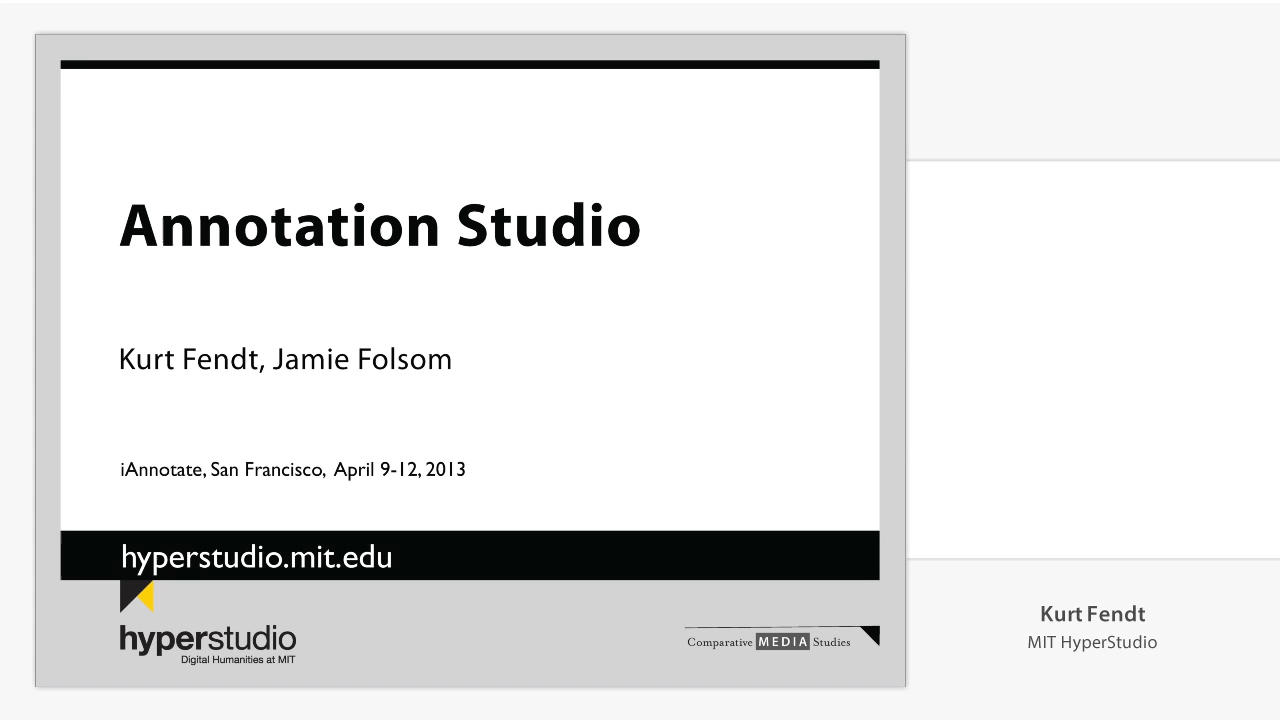 Annotation Studio
Kurt Fendt, Jamie Folsom
iAnnotate, San Francisco, April 9-12, 2013
hyperstudio.mit.edu
hyperstudio
Digital Humanities at MIT
Comparative MEDIA Studies
Kurt Fendt
MIT HyperStudio